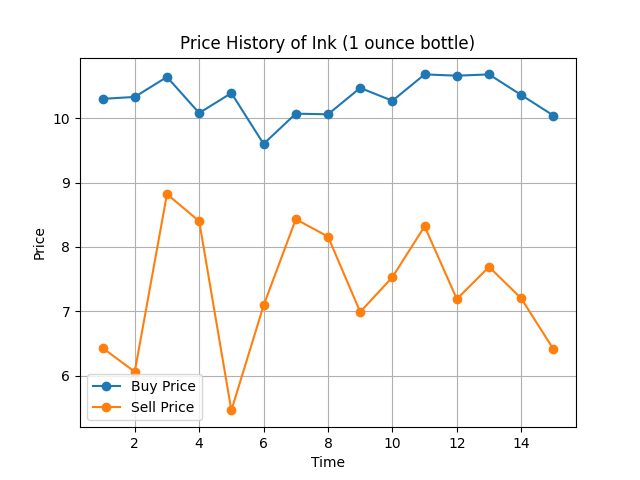 Price History of Ink (1 ounce bottle)
Price
10
9
8
7
6
Buy Price
Sell Price
2 4 6 8 10 12 14
Time